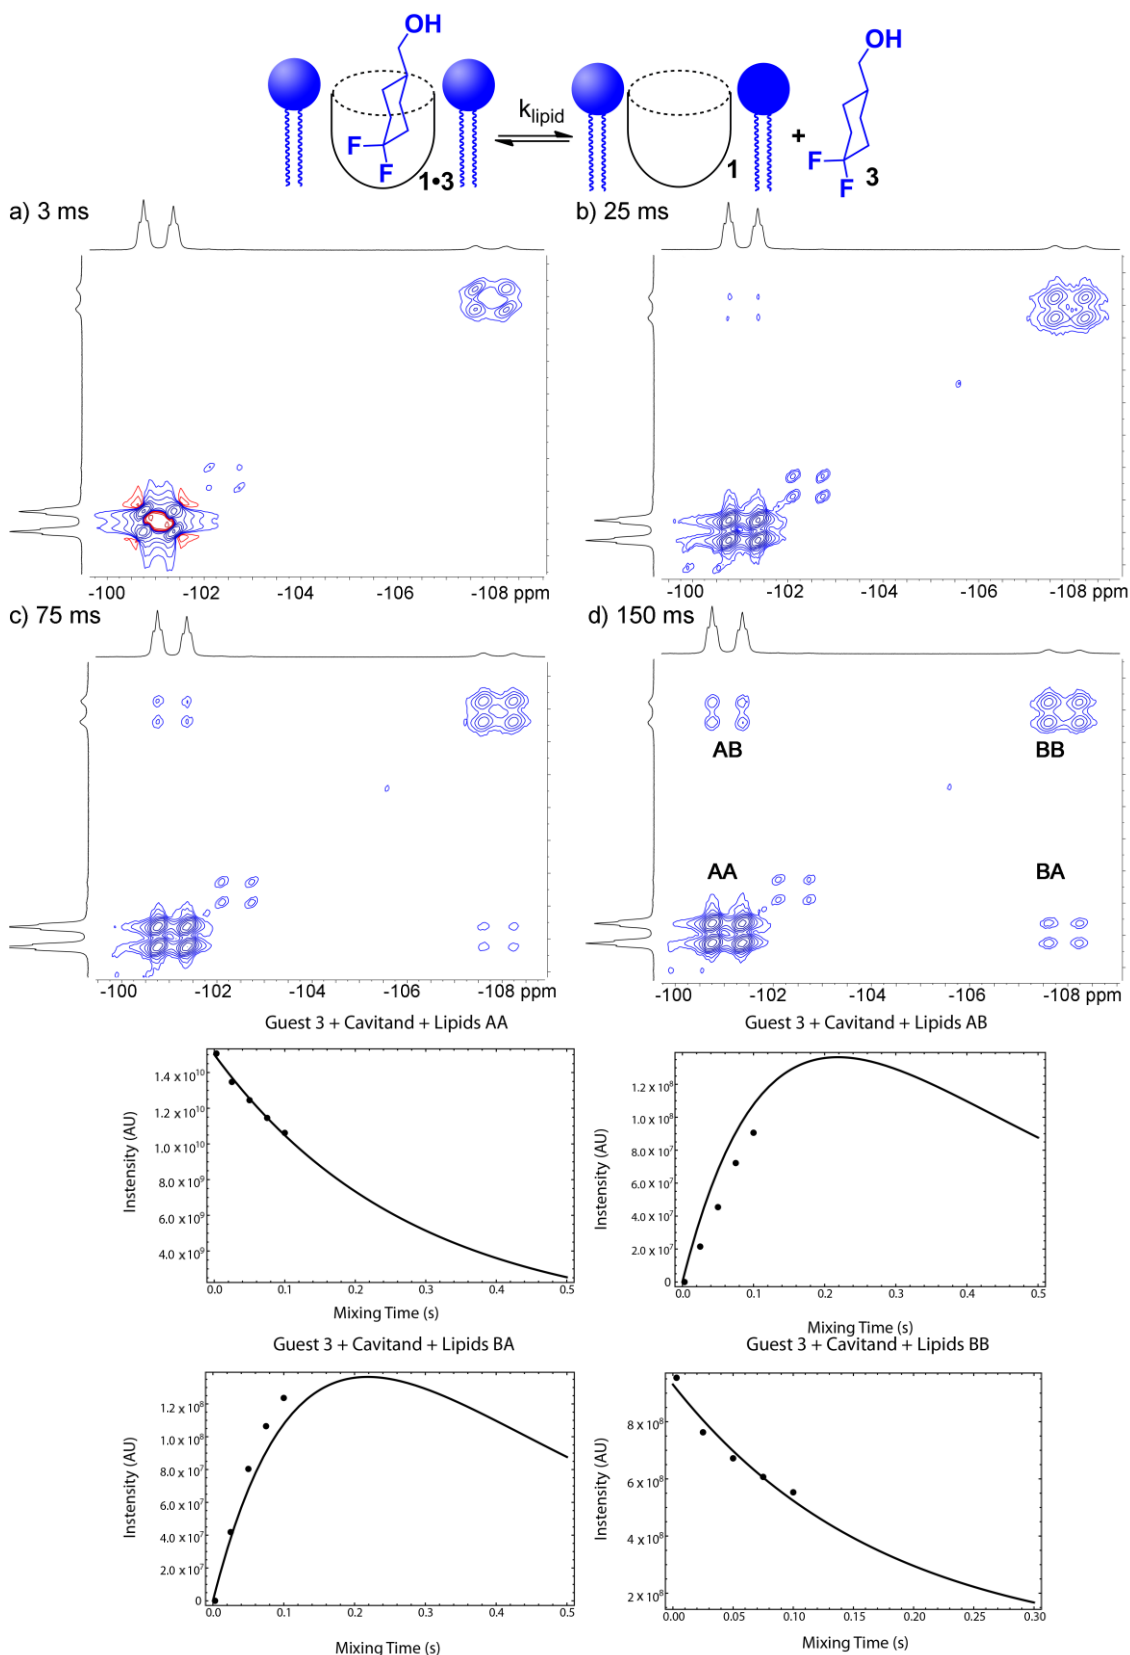 OH
OH
k_lipid
F
F
1•3
1
+
F
F
3
a) 3 ms
b) 25 ms
-100 -102 -104 -106 -108 ppm
-100 -102 -104 -106 -108 ppm
c) 75 ms
d) 150 ms
AB
BB
AA
BA
-100 -102 -104 -106 -108 ppm
-100 -102 -104 -106 -108 ppm
Guest 3 + Cavitand + Lipids AA
Instensity (AU)
1.4 x 10^10
1.2 x 10^10
1.0 x 10^10
8.0 x 10^9
6.0 x 10^9
4.0 x 10^9
0.0 0.1 0.2 0.3 0.4 0.5
Mixing Time (s)
Guest 3 + Cavitand + Lipids AB
Instensity (AU)
1.2 x 10^8
1.0 x 10^8
8.0 x 10^7
6.0 x 10^7
4.0 x 10^7
2.0 x 10^7
0
0.0 0.1 0.2 0.3 0.4 0.5
Mixing Time (s)
Guest 3 + Cavitand + Lipids BA
Instensity (AU)
1.2 x 10^8
1.0 x 10^8
8.0 x 10^7
6.0 x 10^7
4.0 x 10^7
2.0 x 10^7
0
0.0 0.1 0.2 0.3 0.4 0.5
Mixing Time (s)
Guest 3 + Cavitand + Lipids BB
Instensity (AU)
8 x 10^8
6 x 10^8
4 x 10^8
2 x 10^8
0.00 0.05 0.10 0.15 0.20 0.25 0.30
Mixing Time (s)